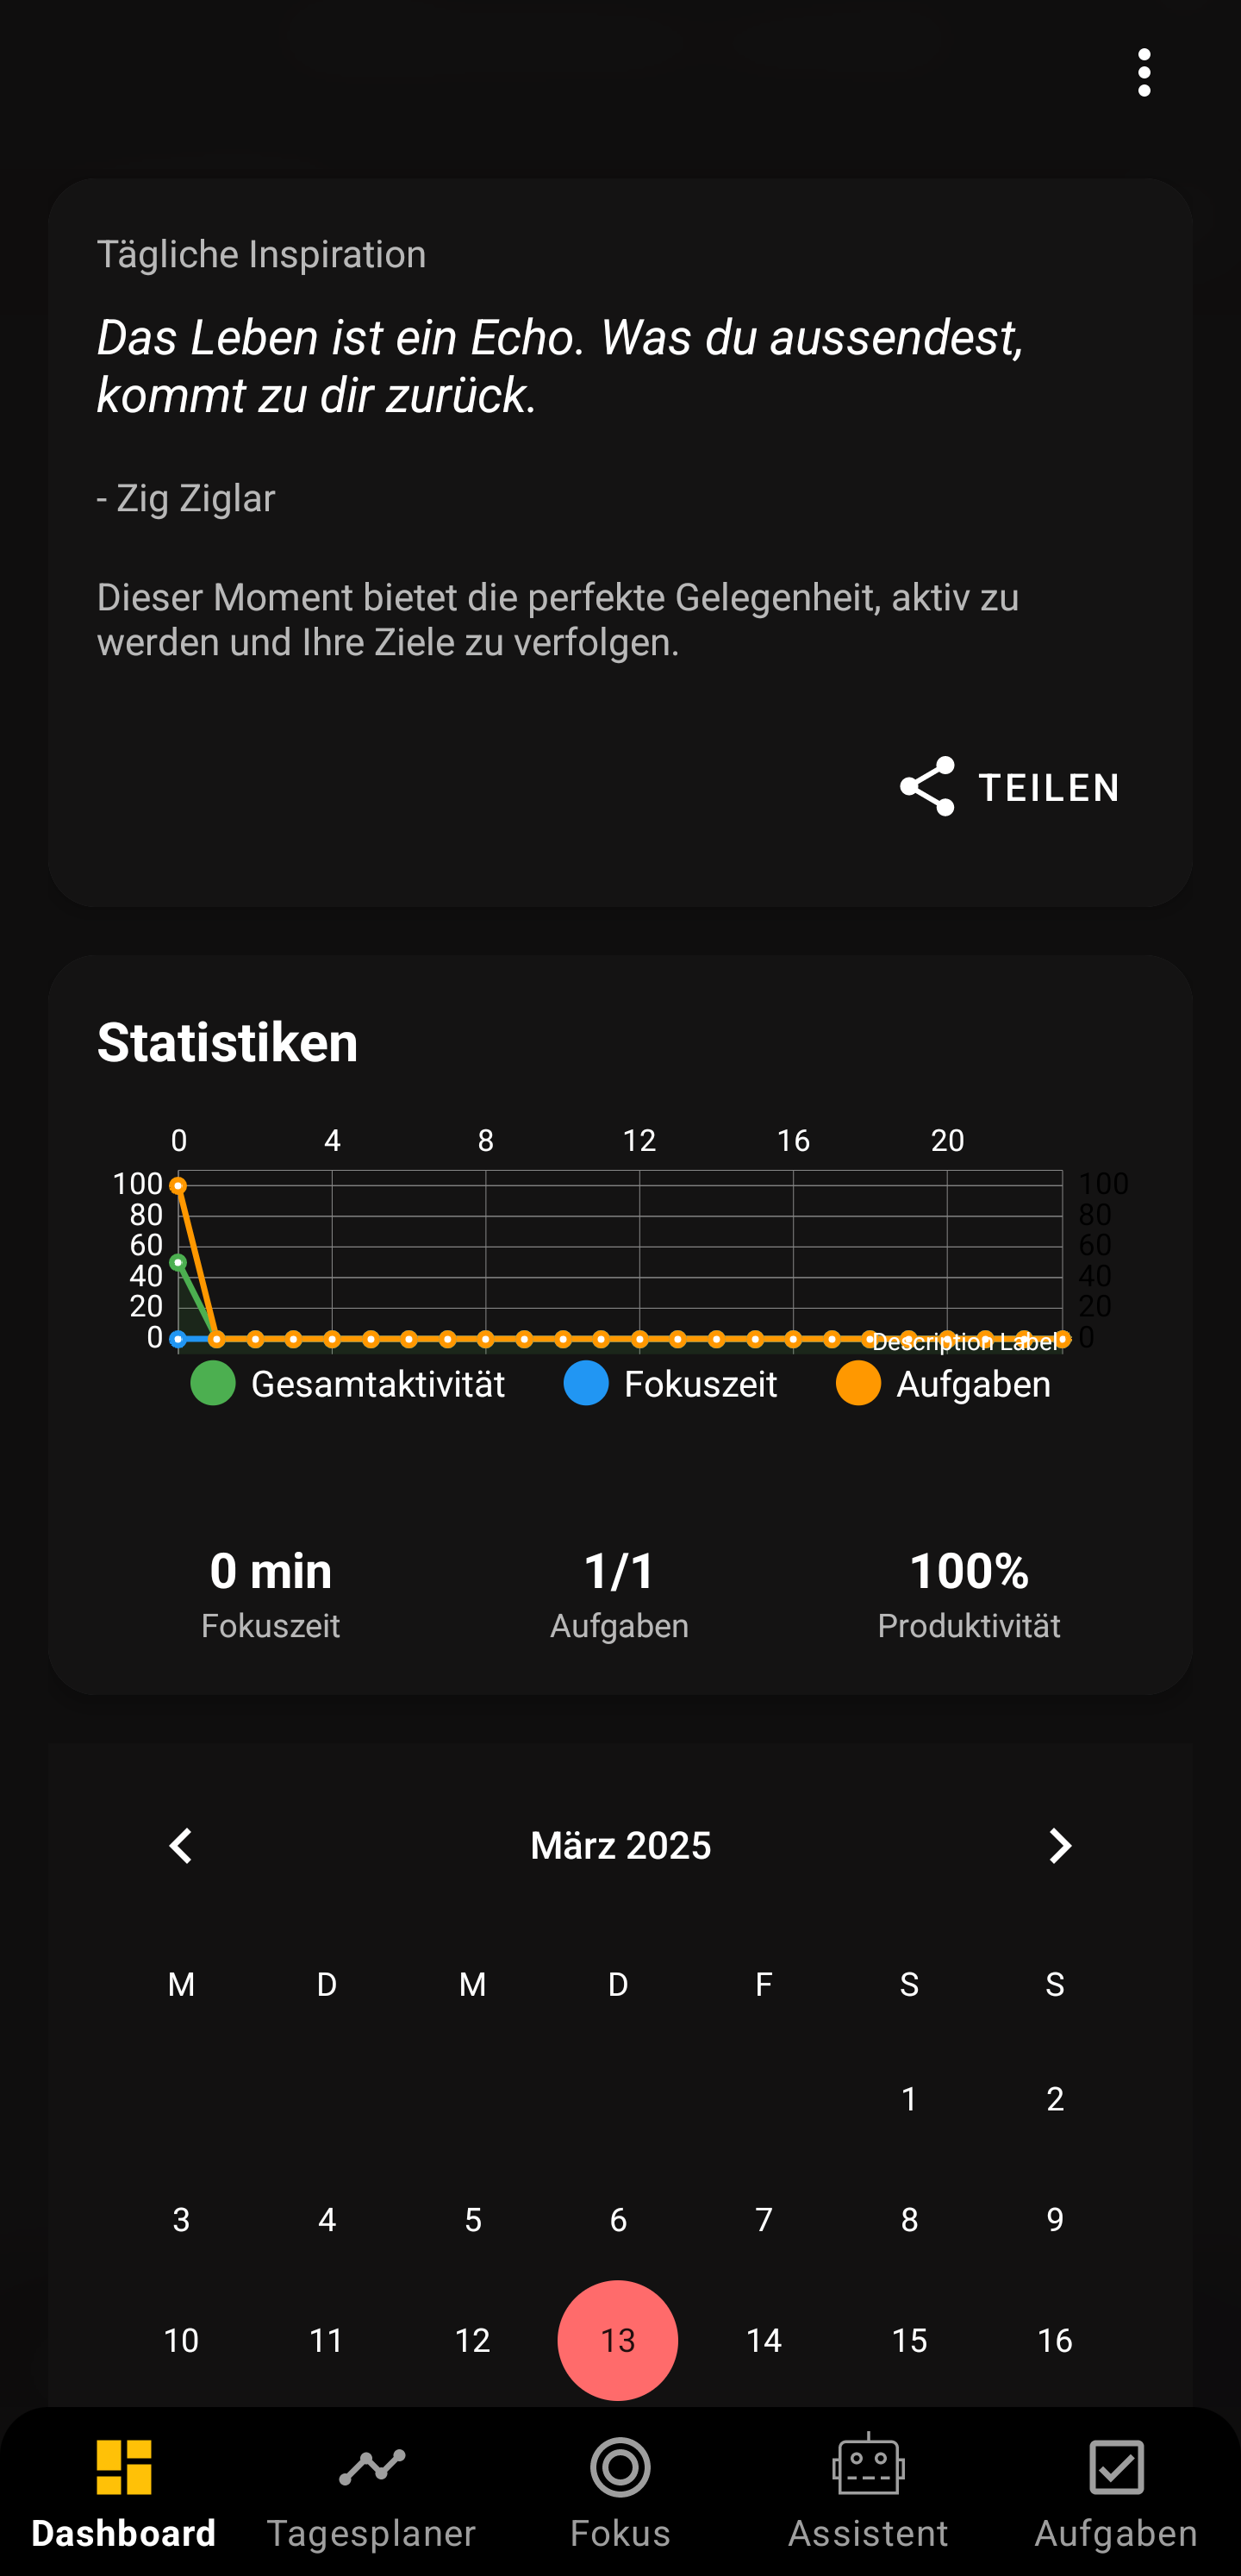 Tägliche Inspiration
Das Leben ist ein Echo. Was du aussendest,
kommt zu dir zurück.
- Zig Ziglar
Dieser Moment bietet die perfekte Gelegenheit, aktiv zu
werden und Ihre Ziele zu verfolgen.
TEILEN
Statistiken
0 4 8 12 16 20
100 100
80 80
60 60
40 40
20 20
0 0
Description Label
Gesamtaktivität Fokuszeit Aufgaben
0 min 1/1 100%
Fokuszeit Aufgaben Produktivität
März 2025
M D M D F S S
1 2
3 4 5 6 7 8 9
10 11 12 13 14 15 16
Dashboard Tagesplaner Fokus Assistent Aufgaben